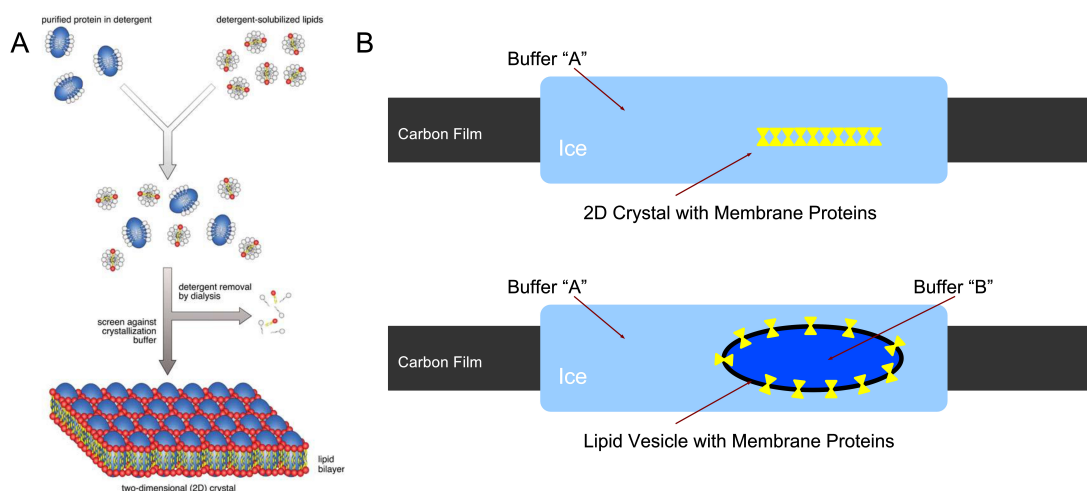 A
purified protein in detergent
detergent-solubilized lipids
detergent removal
by dialysis
screen against
crystallization
buffer
lipid
bilayer
two-dimensional (2D) crystal
B
Buffer “A”
Carbon Film
Ice
2D Crystal with Membrane Proteins
Buffer “A”
Buffer “B”
Carbon Film
Ice
Lipid Vesicle with Membrane Proteins